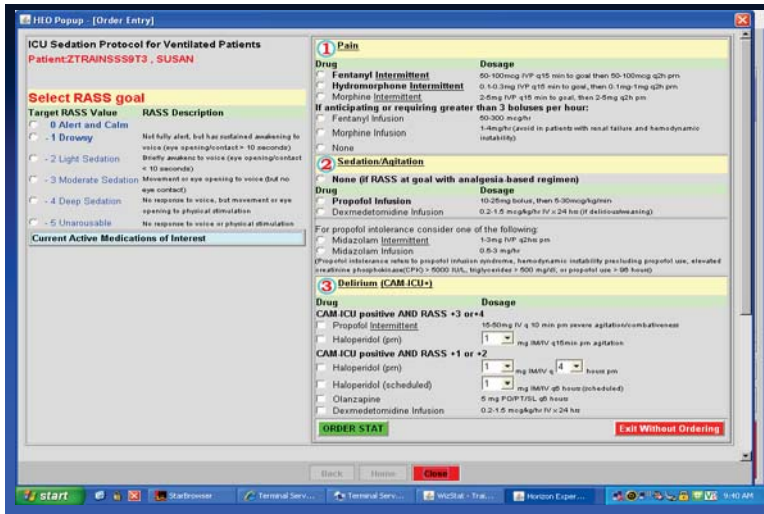 HEO Popup - [Order Entry]
ICU Sedation Protocol for Ventilated Patients
Patient:ZTRAINSSS9T3 , SUSAN
Select RASS goal
Target RASS Value RASS Description
0 Alert and Calm
- 1 Drowsy Not fully alert, but has sustained awakening to
voice (eye opening/contact > 10 seconds)
- 2 Light Sedation Briefly awakens to voice (eye opening/contact
< 10 seconds)
- 3 Moderate Sedation Movement or eye opening to voice (but no
eye contact)
- 4 Deep Sedation No response to voice, but movement or eye
opening to physical stimulation
- 5 Unarousable No response to voice or physical stimulation
Current Active Medications of Interest
1 Pain
Drug Dosage
Fentanyl Intermittent 50-100mcg IVP q15 min to goal then 50-100mcg q2h prn
Hydromorphone Intermittent 0.1-0.3mg IVP q15 min to goal, then 0.1mg-1mg q2h prn
Morphine Intermittent 2-5mg IVP q15 min to goal, then 2-5mg q2h prn
If anticipating or requiring greater than 3 boluses per hour:
Fentanyl Infusion 50-300 mcg/hr
Morphine Infusion 1-4mg/hr (avoid in patients with renal failure and hemodynamic
instability)
None
2 Sedation/Agitation
None (if RASS at goal with analgesia-based regimen)
Drug Dosage
Propofol Infusion 10-25mg bolus, then 5-30mcg/kg/min
Dexmedetomidine Infusion 0.2-1.5 mcg/kg/hr IV x 24 hrs (if delirious/weaning)
For propofol intolerance consider one of the following:
Midazolam Intermittent 1-3mg IVP q2hs prn
Midazolam Infusion 0.5-3 mg/hr
(Propofol intolerance refers to propofol infusion syndrome, hemodynamic instability precluding propofol use, elevated
creatinine phosphokinase(CPK) > 5000 IU/L, triglycerides > 500 mg/dl, or propofol use > 96 hours)
3 Delirium (CAM-ICU+)
Drug Dosage
CAM-ICU positive AND RASS +3 or+4
Propofol Intermittent 15-50mg IV q 10 min prn severe agitation/combativeness
Haloperidol (prn) 1 mg IM/IV q15min prn agitation
CAM-ICU positive AND RASS +1 or +2
Haloperidol (prn) 1 mg IM/IV q 4 hours prn
Haloperidol (scheduled) 1 mg IM/IV q6 hours (scheduled)
Olanzapine 5 mg PO/PT/SL q6 hours
Dexmedetomidine Infusion 0.2-1.5 mcg/kg/hr IV x 24 hrs
ORDER STAT Exit Without Ordering
Back Home Close
start StarBrowser Terminal Serv... Terminal Serv... WizStat - Trai... Horizon Exper... 9:40 AM